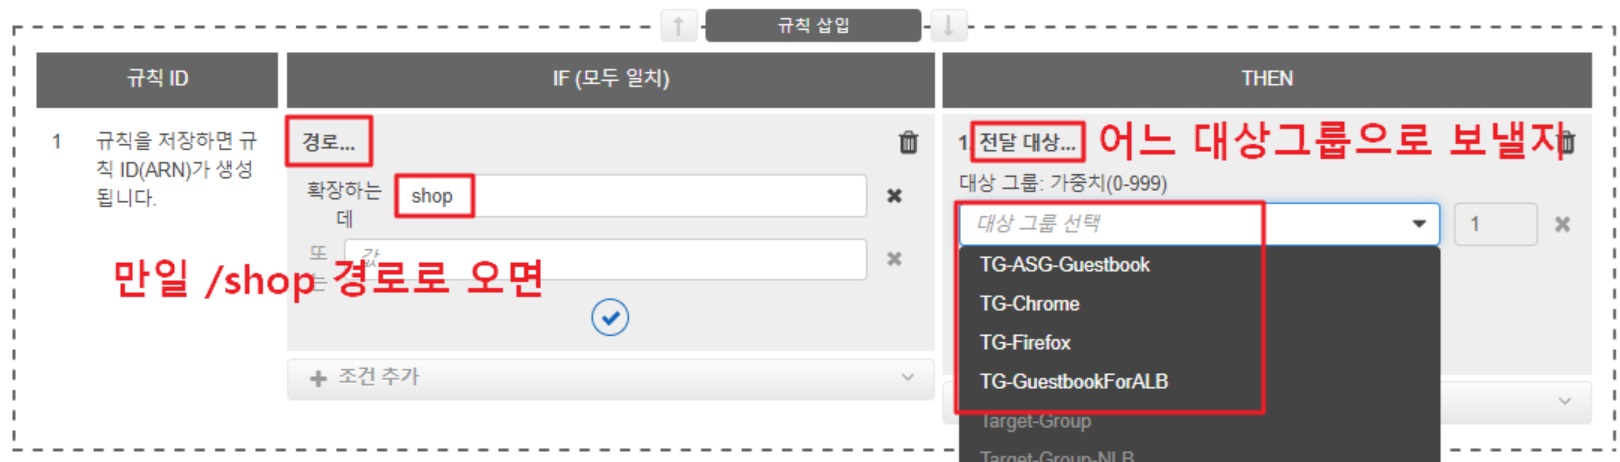 규칙 삽입
규칙 ID
IF (모두 일치)
THEN
1 규칙을 저장하면 규
칙 ID(ARN)가 생성
됩니다.
경로...
확장하는
데
shop
또
는
값
만일 /shop 경로로 오면
+ 조건 추가
1. 전달 대상...
어느 대상그룹으로 보낼지
대상 그룹: 가중치(0-999)
대상 그룹 선택
1
TG-ASG-Guestbook
TG-Chrome
TG-Firefox
TG-GuestbookForALB
Target-Group
Target-Group-NLB